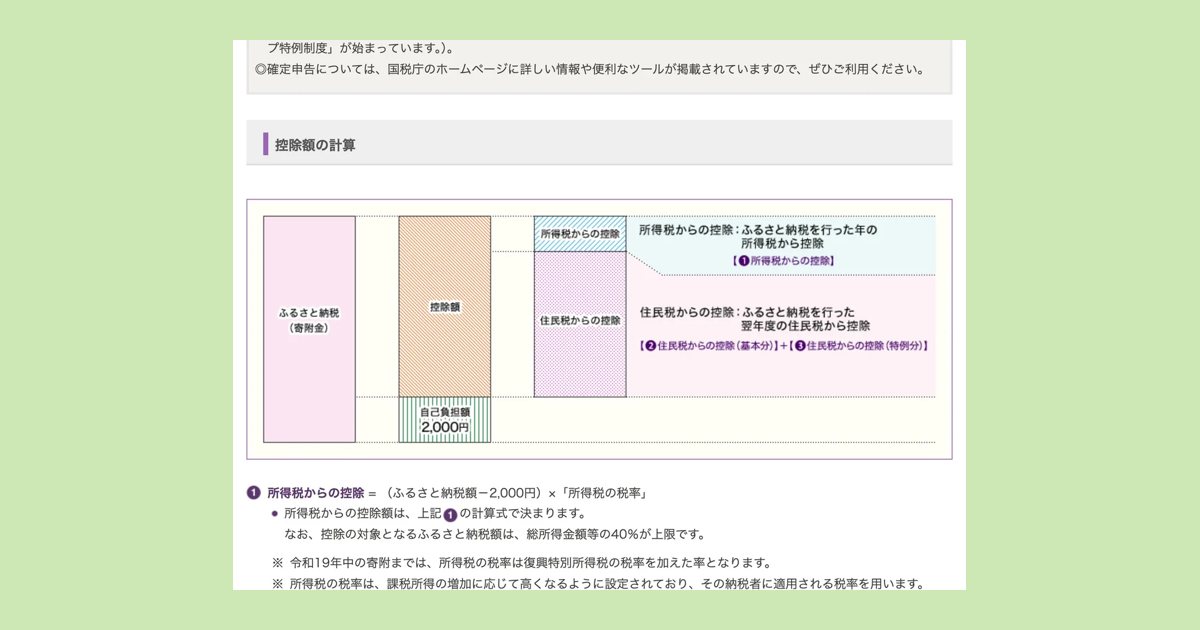 プ特例制度」が始まっています。)。
◎確定申告については、国税庁のホームページに詳しい情報や便利なツールが掲載されていますので、ぜひご利用ください。
控除額の計算
ふるさと納税
（寄附金）
控除額
自己負担額
2,000円
所得税からの控除
住民税からの控除
所得税からの控除：ふるさと納税を行った年の
所得税から控除
【❶所得税からの控除】
住民税からの控除：ふるさと納税を行った
翌年度の住民税から控除
【❷住民税からの控除（基本分）】＋【❸住民税からの控除（特例分）】
❶ 所得税からの控除 = （ふるさと納税額－2,000円）×「所得税の税率」
● 所得税からの控除額は、上記❶の計算式で決まります。
なお、控除の対象となるふるさと納税額は、総所得金額等の40%が上限です。
※ 令和19年中の寄附までは、所得税の税率は復興特別所得税の税率を加えた率となります。
※ 所得税の税率は、課税所得の増加に応じて高くなるように設定されており、その納税者に適用される税率を用います。